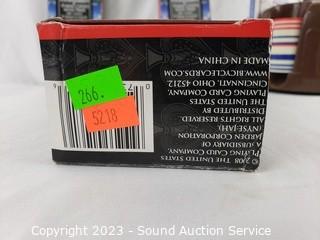 266.
5218
© 2008 THE UNITED STATES
PLAYING CARD COMPANY,
A SUBSIDIARY OF
JARDEN CORPORATION
(NYSE:JAH)
ALL RIGHTS RESERVED.
DISTRIBUTED BY
THE UNITED STATES
PLAYING CARD COMPANY,
CINCINNATI, OHIO 45212
WWW.BICYCLECARDS.COM
MADE IN CHINA
Copyright © 2023 - Sound Auction Service